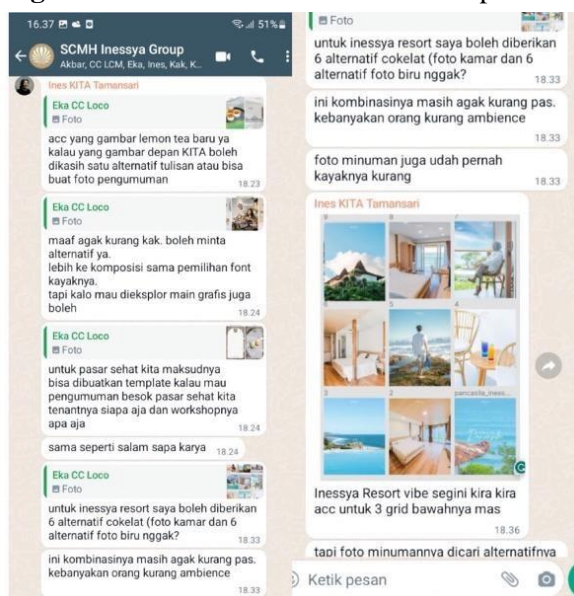 16.37
51%
SCMH Inessya Group
Akbar, CC LCM, Eka, Ines, Kak, K...
Ines KITA Tamansari
Eka CC Loco
Foto
acc yang gambar lemon tea baru ya
kalau yang gambar depan KITA boleh
dikasih satu alternatif tulisan atau bisa
buat foto pengumuman
18.23
Eka CC Loco
Foto
maaf agak kurang kak. boleh minta
alternatif ya.
lebih ke komposisi sama pemilihan font
kayaknya.
tapi kalo mau dieksplor main grafis juga
boleh
18.24
Eka CC Loco
Foto
untuk pasar sehat kita maksudnya
bisa dibuatkan template kalau mau
pengumuman besok pasar sehat kita
tenantnya siapa aja dan workshopnya
apa aja
18.24
sama seperti salam sapa karya
18.24
Eka CC Loco
Foto
untuk inessya resort saya boleh diberikan
6 alternatif cokelat (foto kamar dan 6
alternatif foto biru nggak?
18.33
ini kombinasinya masih agak kurang pas.
kebanyakan orang kurang ambience
18.33
Foto
untuk inessya resort saya boleh diberikan
6 alternatif cokelat (foto kamar dan 6
alternatif foto biru nggak?
18.33
ini kombinasinya masih agak kurang pas.
kebanyakan orang kurang ambience
18.33
foto minuman juga udah pernah
kayaknya kurang
18.33
Ines KITA Tamansari
6
5
4
3
2
Inessya Resort vibe segini kira kira
acc untuk 3 grid bawahnya mas
18.36
tapi foto minumannya dicari alternatifnya
Ketik pesan